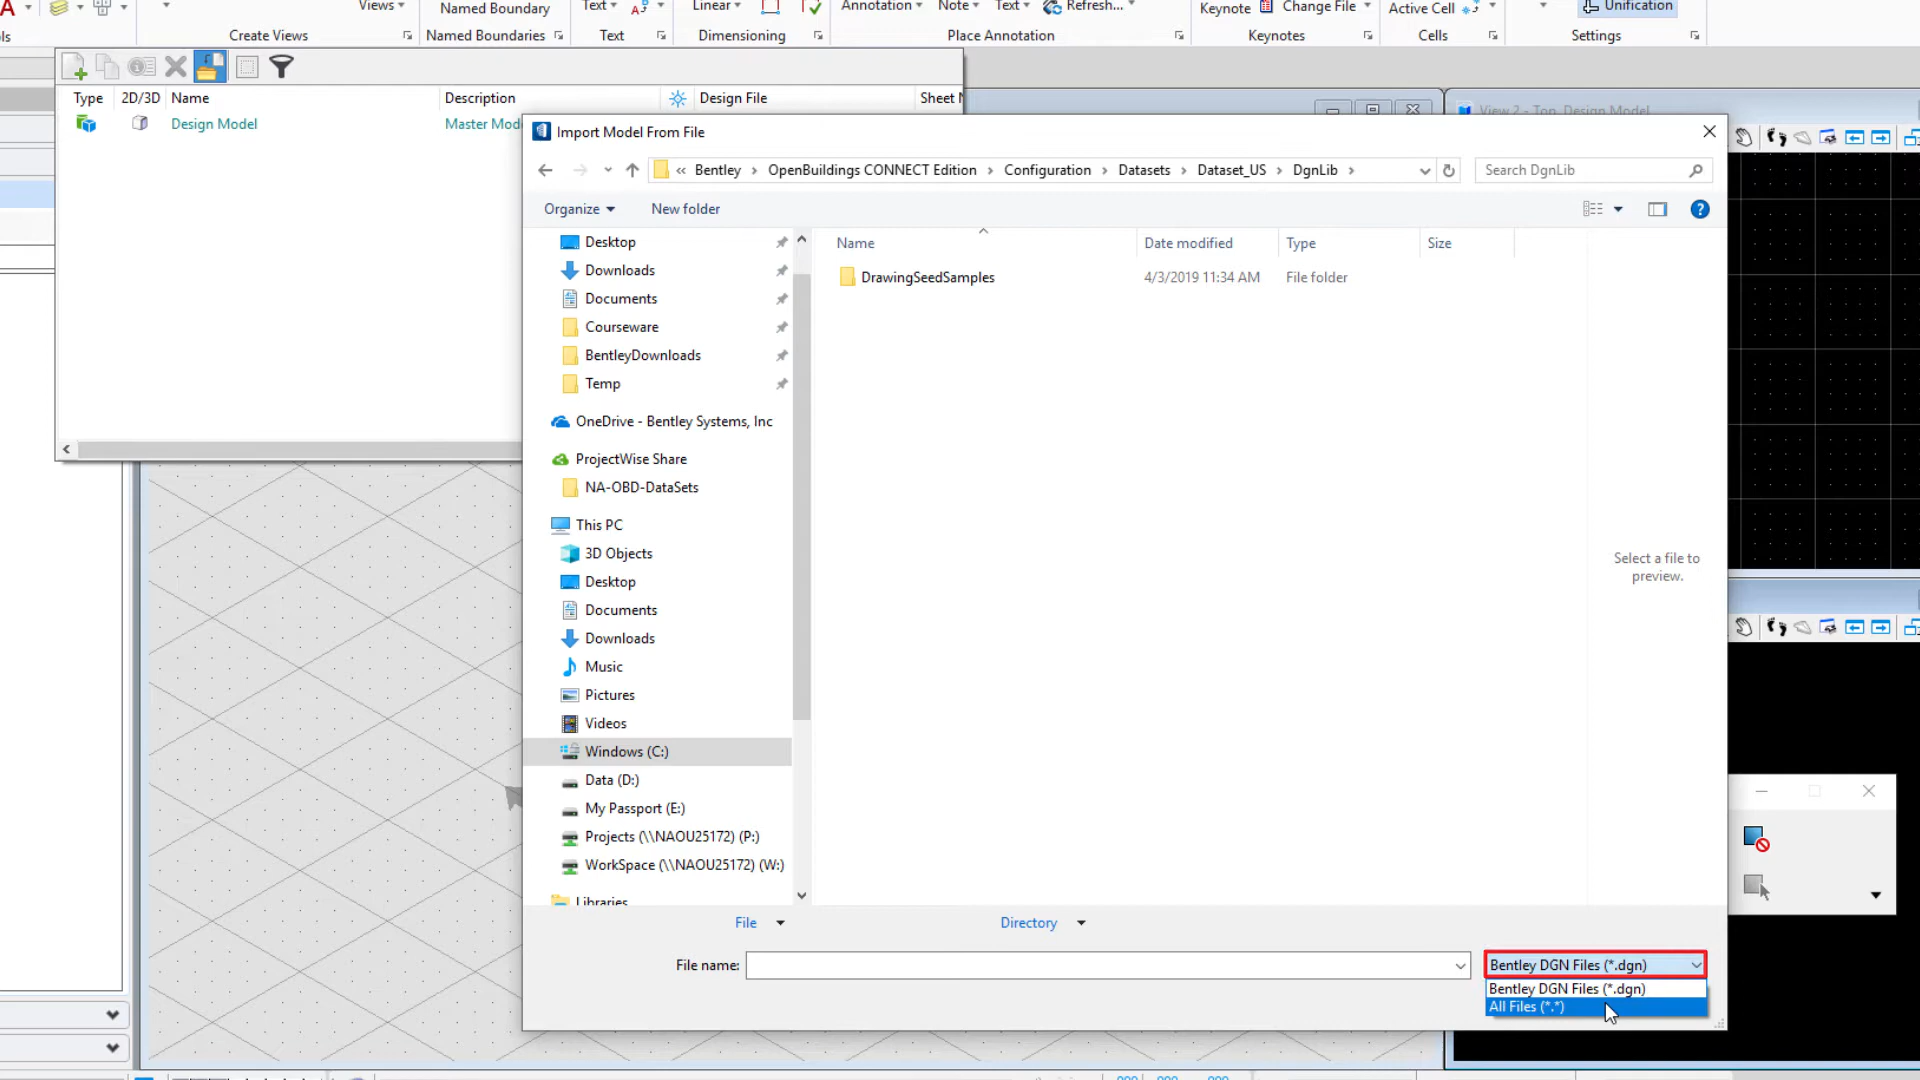 Views
Named Boundary
Text
Linear
Annotation
Note
Text
Refresh...
Keynote
Change File
Active Cell
Unification
Create Views
Named Boundaries
Text
Dimensioning
Place Annotation
Keynotes
Cells
Settings
Type 2D/3D Name Description Design File Sheet N
Design Model Master Mod
View 2 - Top, Design Model
Import Model From File
« Bentley > OpenBuildings CONNECT Edition > Configuration > Datasets > Dataset_US > DgnLib >
Search DgnLib
Organize New folder
Name Date modified Type Size
DrawingSeedSamples 4/3/2019 11:34 AM File folder
Desktop
Downloads
Documents
Courseware
BentleyDownloads
Temp
OneDrive - Bentley Systems, Inc
ProjectWise Share
NA-OBD-DataSets
This PC
3D Objects
Desktop
Documents
Downloads
Music
Pictures
Videos
Windows (C:)
Data (D:)
My Passport (E:)
Projects (\\NAOU25172) (P:)
WorkSpace (\\NAOU25172) (W:)
Libraries
Select a file to
preview.
File Directory
File name:
Bentley DGN Files (*.dgn)
Bentley DGN Files (*.dgn)
All Files (*.*)